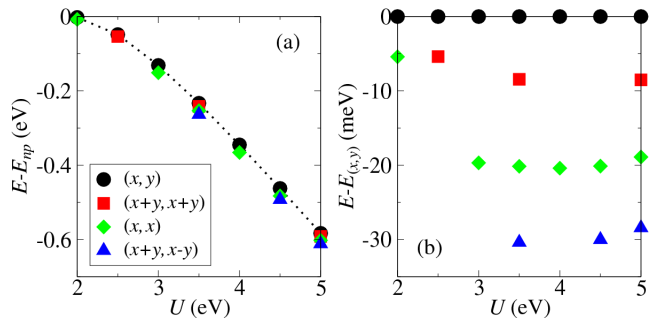 0
-0.2
-0.4
-0.6
E-E_np (eV)
(a)
(x, y)
(x+y, x+y)
(x, x)
(x+y, x-y)
2 3 4 5
U (eV)
0
-10
-20
-30
E-E_(x,y) (meV)
(b)
2 3 4 5
U (eV)